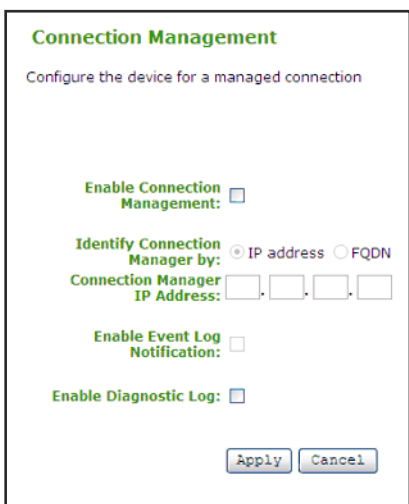 Connection Management
Configure the device for a managed connection
Enable Connection
Management:
Identify Connection
Manager by: IP address FQDN
Connection Manager
IP Address: . . .
Enable Event Log
Notification:
Enable Diagnostic Log:
Apply Cancel